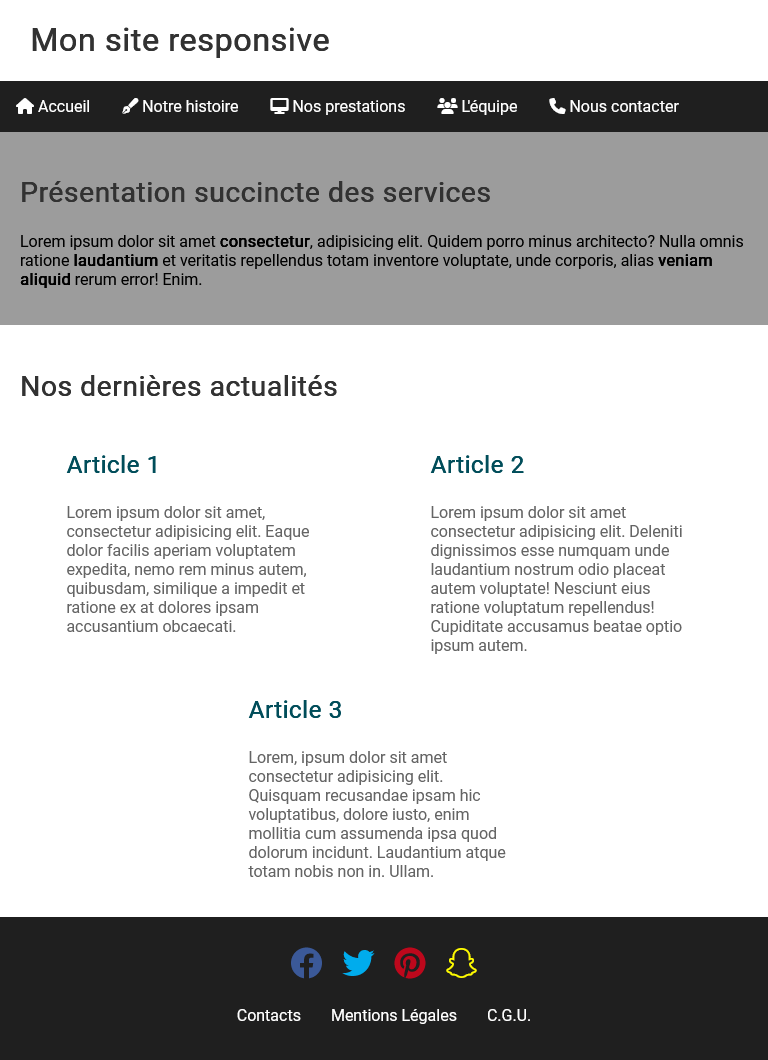 Mon site responsive
Accueil Notre histoire Nos prestations L'équipe Nous contacter
Présentation succincte des services
Lorem ipsum dolor sit amet consectetur, adipisicing elit. Quidem porro minus architecto? Nulla omnis
ratione laudantium et veritatis repellendus totam inventore voluptate, unde corporis, alias veniam
aliquid rerum error! Enim.
Nos dernières actualités
Article 1
Lorem ipsum dolor sit amet,
consectetur adipisicing elit. Eaque
dolor facilis aperiam voluptatem
expedita, nemo rem minus autem,
quibusdam, similique a impedit et
ratione ex at dolores ipsam
accusantium obcaecati.
Article 2
Lorem ipsum dolor sit amet
consectetur adipisicing elit. Deleniti
dignissimos esse numquam unde
laudantium nostrum odio placeat
autem voluptate! Nesciunt eius
ratione voluptatum repellendus!
Cupiditate accusamus beatae optio
ipsum autem.
Article 3
Lorem, ipsum dolor sit amet
consectetur adipisicing elit.
Quisquam recusandae ipsam hic
voluptatibus, dolore iusto, enim
mollitia cum assumenda ipsa quod
dolorum incidunt. Laudantium atque
totam nobis non in. Ullam.
Contacts Mentions Légales C.G.U.